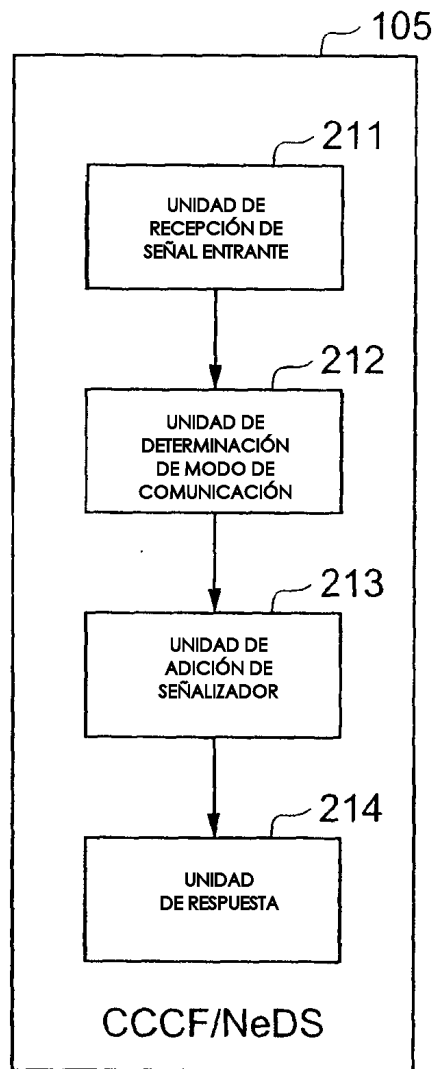 105
211
UNIDAD DE
RECEPCIÓN DE
SEÑAL ENTRANTE
212
UNIDAD DE
DETERMINACIÓN
DE MODO DE
COMUNICACIÓN
213
UNIDAD DE
ADICIÓN DE
SEÑALIZADOR
214
UNIDAD
DE RESPUESTA
CCCF/NeDS